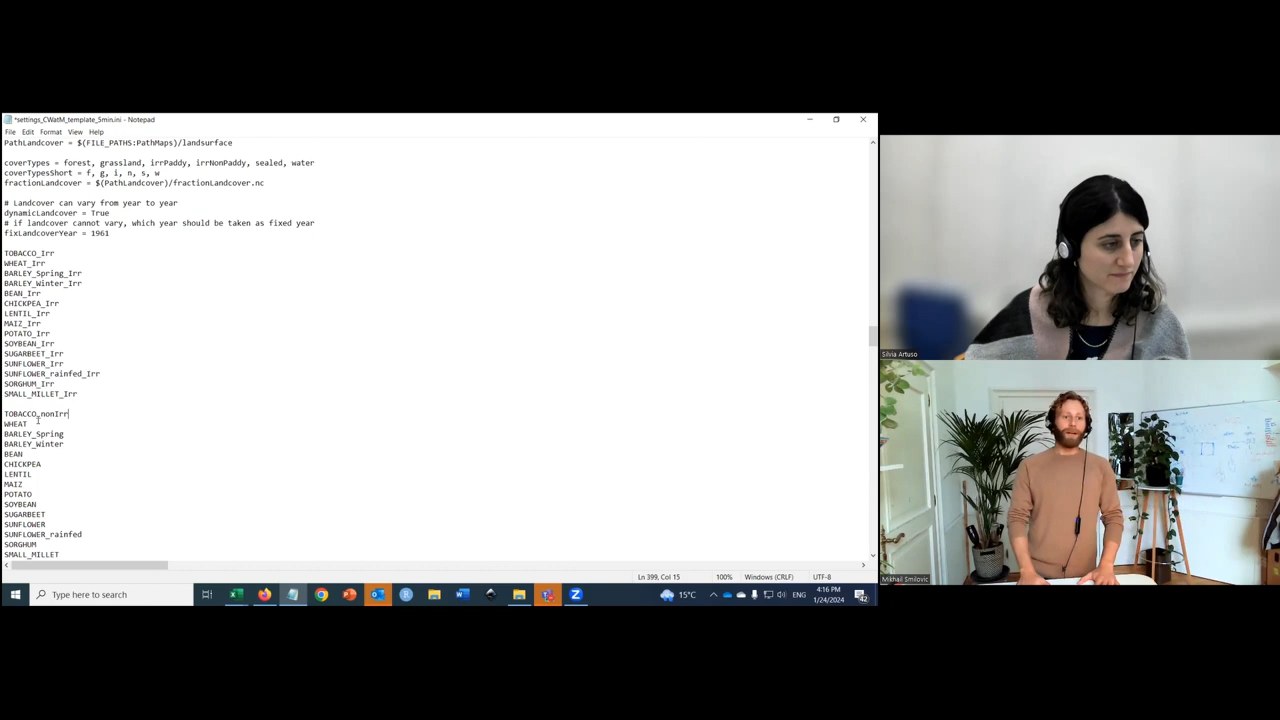 *settings_CWatM_template_5min.ini - Notepad
File Edit Format View Help
PathLandcover = $(FILE_PATHS:PathMaps)/landsurface
coverTypes = forest, grassland, irrPaddy, irrNonPaddy, sealed, water
coverTypesShort = f, g, i, n, s, w
fractionLandcover = $(PathLandcover)/fractionLandcover.nc
# Landcover can vary from year to year
dynamicLandcover = True
# if landcover cannot vary, which year should be taken as fixed year
fixLandcoverYear = 1961
TOBACCO_Irr
WHEAT_Irr
BARLEY_Spring_Irr
BARLEY_Winter_Irr
BEAN_Irr
CHICKPEA_Irr
LENTIL_Irr
MAIZ_Irr
POTATO_Irr
SOYBEAN_Irr
SUGARBEET_Irr
SUNFLOWER_Irr
SUNFLOWER_rainfed_Irr
SORGHUM_Irr
SMALL_MILLET_Irr
TOBACCO_nonIrr
WHEAT
BARLEY_Spring
BARLEY_Winter
BEAN
CHICKPEA
LENTIL
MAIZ
POTATO
SOYBEAN
SUGARBEET
SUNFLOWER
SUNFLOWER_rainfed
SORGHUM
SMALL_MILLET
Ln 399, Col 15 100% Windows (CRLF) UTF-8
Type here to search
15°C
ENG
4:16 PM
1/24/2024
42
Silvia Artuso
Mikhail Smilovic